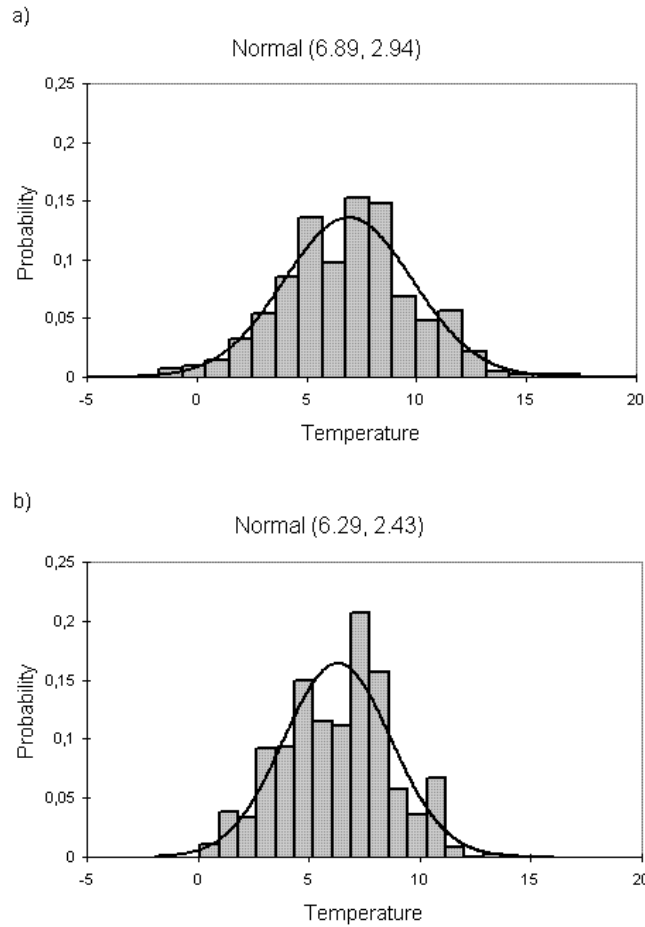 a)
Normal (6.89, 2.94)
0,25
0,2
0,15
0,1
0,05
0
Probability
-5 0 5 10 15 20
Temperature
b)
Normal (6.29, 2.43)
0,25
0,2
0,15
0,1
0,05
0
Probability
-5 0 5 10 15 20
Temperature